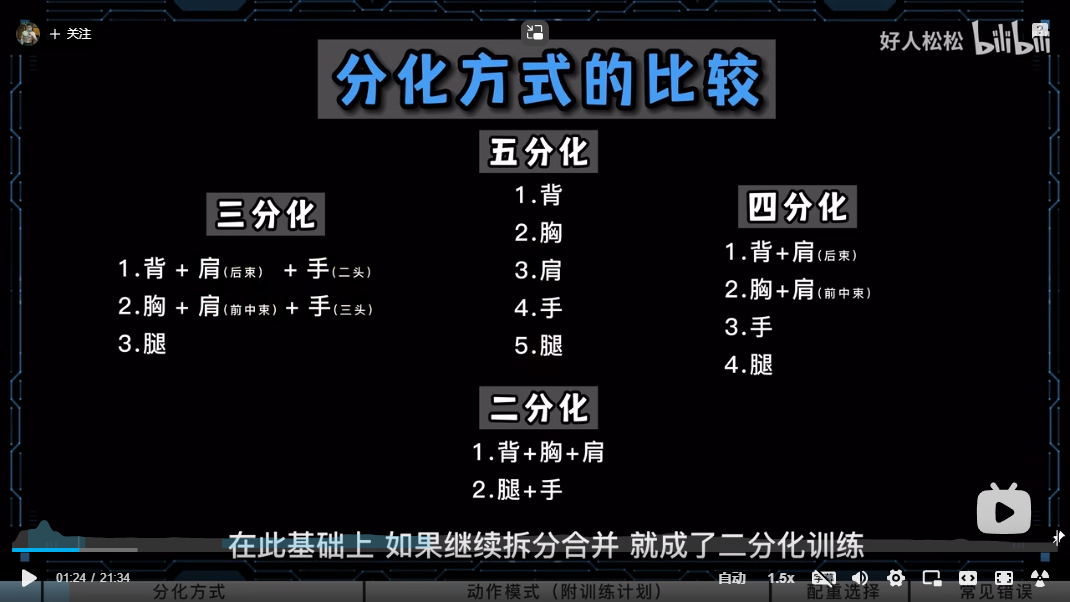 + 关注
好人松松 bilibili
分化方式的比较
五分化
1.背
2.胸
3.肩
4.手
5.腿
三分化
1.背 + 肩(后束) + 手(二头)
2.胸 + 肩(前中束) + 手(三头)
3.腿
四分化
1.背+肩(后束)
2.胸+肩(前中束)
3.手
4.腿
二分化
1.背+胸+肩
2.腿+手
在此基础上 如果继续拆分合并 就成了二分化训练
01:24 / 21:34
自动
1.5x
分化方式
动作模式(附训练计划)
配重选择
常见错误